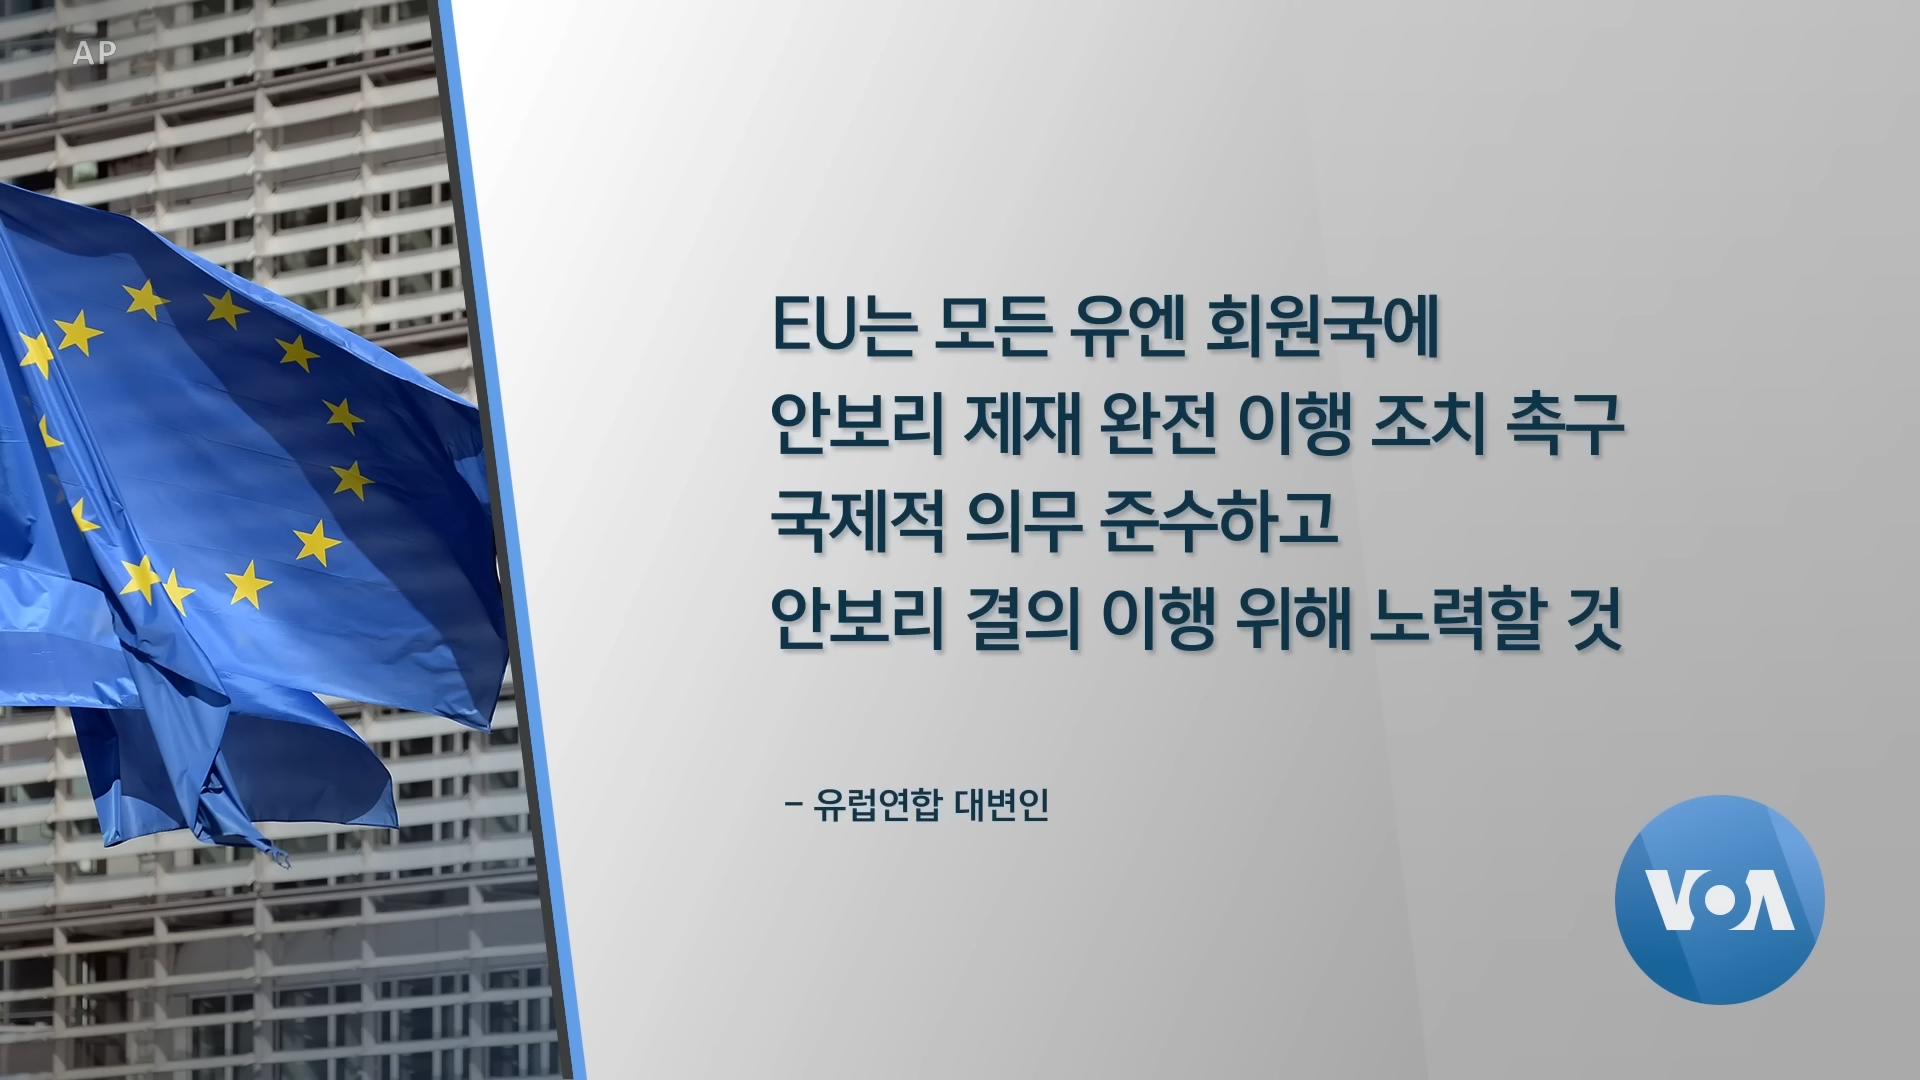 AP
EU는 모든 유엔 회원국에
안보리 제재 완전 이행 조치 촉구
국제적 의무 준수하고
안보리 결의 이행 위해 노력할 것
– 유럽연합 대변인
VOA